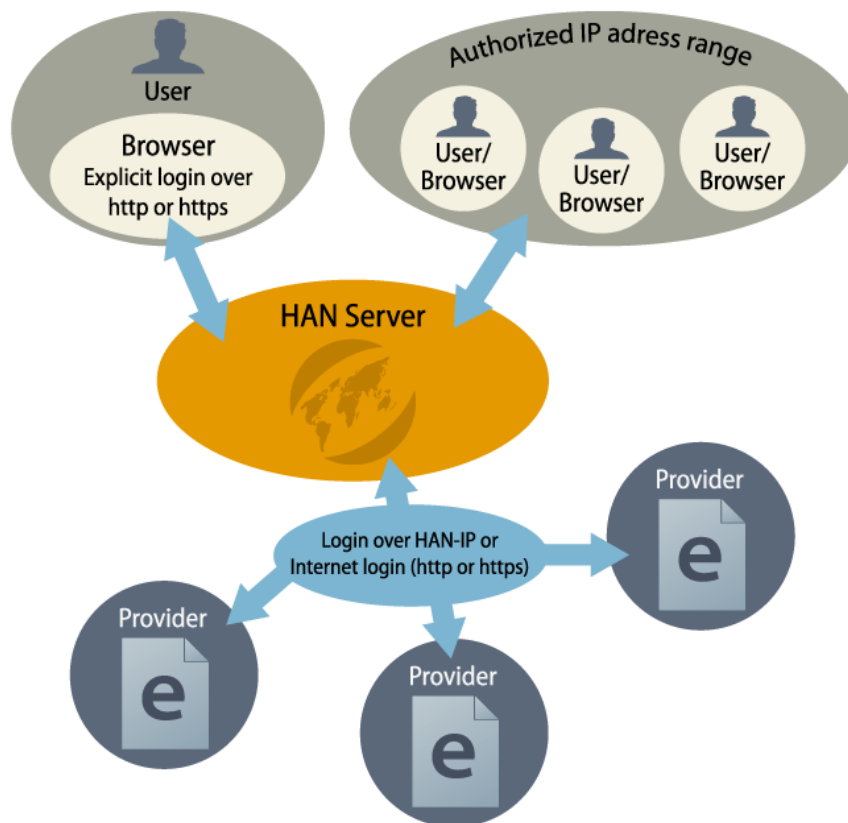 User
Browser
Explicit login over
http or https
Authorized IP adress range
User/
Browser
User/
Browser
User/
Browser
HAN Server
Login over HAN-IP or
Internet login (http or https)
Provider
e
Provider
e
Provider
e